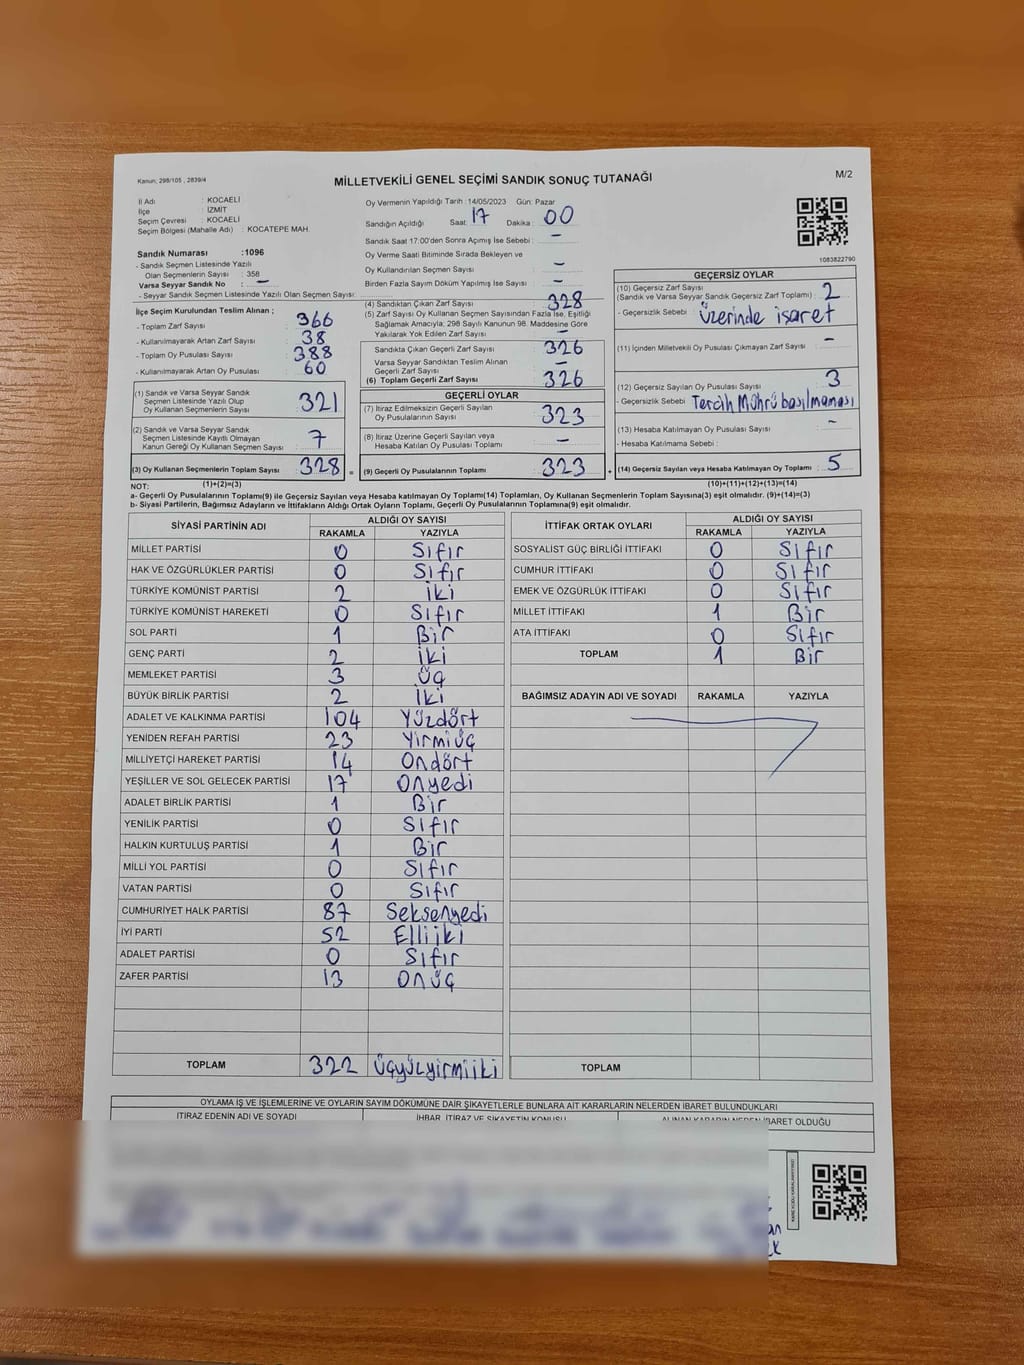 Kanun; 298/105 , 2839/4
MİLLETVEKİLİ GENEL SEÇİMİ SANDIK SONUÇ TUTANAĞI
M/2
İl Adı : KOCAELİ
İlçe : İZMİT
Seçim Çevresi : KOCAELİ
Seçim Bölgesi (Mahalle Adı) : KOCATEPE MAH.
Oy Vermenin Yapıldığı Tarih :14/05/2023 Gün: Pazar
Sandığın Açıldığı Saat: 17 Dakika : 00
Sandık Saat 17:00'den Sonra Açımış İse Sebebi : -
Oy Verme Saati Bitiminde Sırada Bekleyen ve
Oy Kullandırılan Seçmen Sayısı : -
Birden Fazla Sayım Döküm Yapılmış İse Sayısı : -
1083822790
Sandık Numarası :1096
- Sandık Seçmen Listesinde Yazılı
Olan Seçmenlerin Sayısı : 358
Varsa Seyyar Sandık No : -
- Seyyar Sandık Seçmen Listesinde Yazılı Olan Seçmen Sayısı:
İlçe Seçim Kurulundan Teslim Alınan ;
- Toplam Zarf Sayısı : 366
- Kullanılmayarak Artan Zarf Sayısı : 38
- Toplam Oy Pusulası Sayısı : 388
- Kullanılmayarak Artan Oy Pusulası : 60
(1) Sandık ve Varsa Seyyar Sandık
Seçmen Listesinde Yazılı Olup
Oy Kullanan Seçmenlerin Sayısı : 321
(2) Sandık ve Varsa Seyyar Sandık
Seçmen Listesinde Kayıtlı Olmayan
Kanun Gereği Oy Kullanan Seçmen Sayısı : 7
(3) Oy Kullanan Seçmenlerin Toplam Sayısı : 328 =
(1)+(2)=(3)
(4) Sandıktan Çıkan Zarf Sayısı : 328
(5) Zarf Sayısı Oy Kullanan Seçmen Sayısından Fazla İse, Eşitliği
Sağlamak Amacıyla; 298 Sayılı Kanunun 98. Maddesine Göre
Yakılarak Yok Edilen Zarf Sayısı : -
Sandıkta Çıkan Geçerli Zarf Sayısı : 326
Varsa Seyyar Sandıktan Teslim Alınan
Geçerli Zarf Sayısı : -
(6) Toplam Geçerli Zarf Sayısı : 326
GEÇERLİ OYLAR
(7) İtiraz Edilmeksizin Geçerli Sayılan
Oy Pusulalarının Sayısı : 323
(8) İtiraz Üzerine Geçerli Sayılan veya
Hesaba Katılan Oy Pusulası Toplamı : -
(9) Geçerli Oy Pusulalarının Toplamı : 323 +
GEÇERSİZ OYLAR
(10) Geçersiz Zarf Sayısı
(Sandık ve Varsa Seyyar Sandık Geçersiz Zarf Toplamı) : 2
- Geçersizlik Sebebi : Üzerinde işaret
(11) İçinden Milletvekili Oy Pusulası Çıkmayan Zarf Sayısı : -
(12) Geçersiz Sayılan Oy Pusulası Sayısı : 3
- Geçersizlik Sebebi : Tercih Mührü basılmaması
(13) Hesaba Katılmayan Oy Pusulası Sayısı : -
- Hesaba Katılmama Sebebi :
(14) Geçersiz Sayılan veya Hesaba Katılmayan Oy Toplamı : 5
(10)+(11)+(12)+(13)=(14)
NOT:
a- Geçerli Oy Pusulalarının Toplamı(9) ile Geçersiz Sayılan veya Hesaba katılmayan Oy Toplam(14) Toplamları, Oy Kullanan Seçmenlerin Toplam Sayısına(3) eşit olmalıdır. (9)+(14)=(3)
b- Siyasi Partilerin, Bağımsız Adayların ve İttifakların Aldığı Ortak Oyların Toplamı, Geçerli Oy Pusulalarının Toplamına(9) eşit olmalıdır.
SİYASİ PARTİNİN ADI ALDIĞI OY SAYISI
RAKAMLA YAZIYLA
MİLLET PARTİSİ 0 Sıfır
HAK VE ÖZGÜRLÜKLER PARTİSİ 0 Sıfır
TÜRKİYE KOMÜNİST PARTİSİ 2 iki
TÜRKİYE KOMÜNİST HAREKETİ 0 Sıfır
SOL PARTİ 1 Bir
GENÇ PARTİ 2 iki
MEMLEKET PARTİSİ 3 Üç
BÜYÜK BİRLİK PARTİSİ 2 iki
ADALET VE KALKINMA PARTİSİ 104 Yüzdört
YENİDEN REFAH PARTİSİ 23 Yirmiüç
MİLLİYETÇİ HAREKET PARTİSİ 14 Ondört
YEŞİLLER VE SOL GELECEK PARTİSİ 17 Onyedi
ADALET BİRLİK PARTİSİ 1 Bir
YENİLİK PARTİSİ 0 Sıfır
HALKIN KURTULUŞ PARTİSİ 1 Bir
MİLLİ YOL PARTİSİ 0 Sıfır
VATAN PARTİSİ 0 Sıfır
CUMHURİYET HALK PARTİSİ 87 Seksenyedi
İYİ PARTİ 52 Elliiki
ADALET PARTİSİ 0 Sıfır
ZAFER PARTİSİ 13 Onüç
TOPLAM 322 Üçyüzyirmiiki
İTTİFAK ORTAK OYLARI ALDIĞI OY SAYISI
RAKAMLA YAZIYLA
SOSYALİST GÜÇ BİRLİĞİ İTTİFAKI 0 Sıfır
CUMHUR İTTİFAKI 0 Sıfır
EMEK VE ÖZGÜRLÜK İTTİFAKI 0 Sıfır
MİLLET İTTİFAKI 1 Bir
ATA İTTİFAKI 0 Sıfır
TOPLAM 1 Bir
BAĞIMSIZ ADAYIN ADI VE SOYADI RAKAMLA YAZIYLA
TOPLAM
OYLAMA İŞ VE İŞLEMLERİNE VE OYLARIN SAYIM DÖKÜMÜNE DAİR ŞİKAYETLERLE BUNLARA AİT KARARLARIN NELERDEN İBARET BULUNDUKLARI
İTİRAZ EDENİN ADI VE SOYADI İHBAR, İTİRAZ VE ŞİKAYETİN KONUSU ALINAN KARARIN NEDEN İBARET OLDUĞU